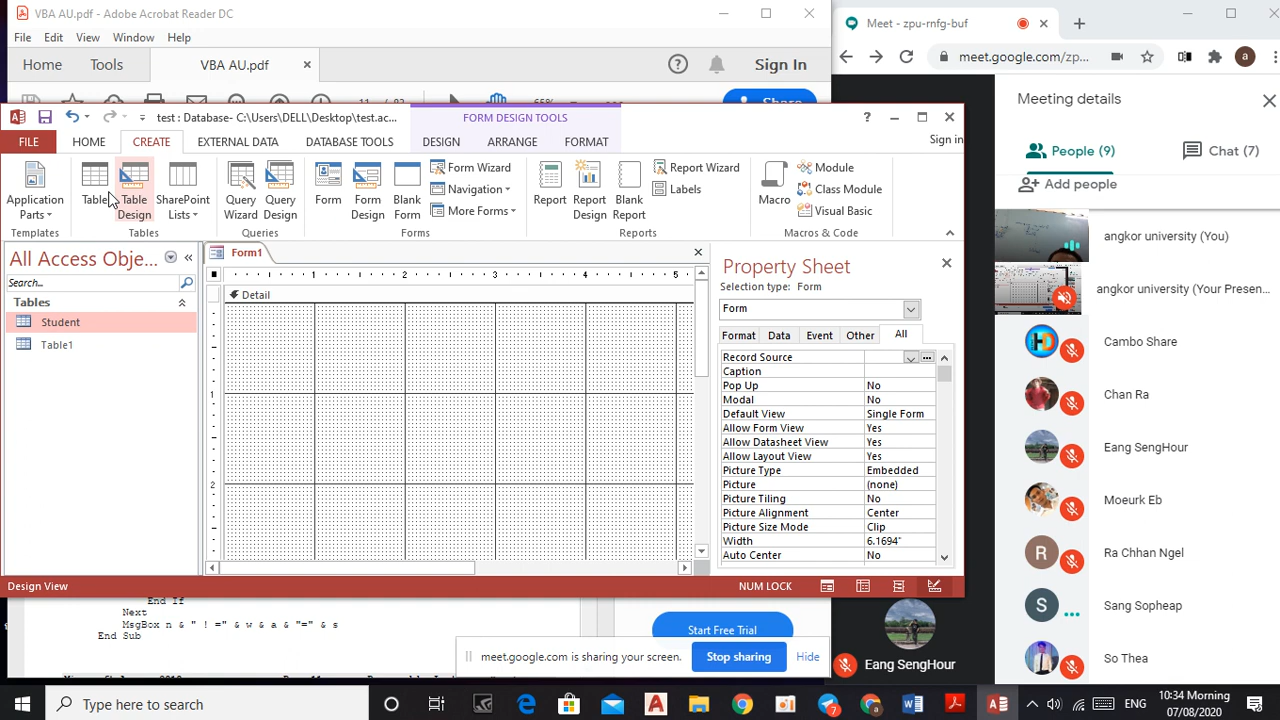 VBA AU.pdf - Adobe Acrobat Reader DC
File Edit View Window Help
Home Tools VBA AU.pdf × Sign In
Share
test : Database- C:\Users\DELL\Desktop\test.ac... FORM DESIGN TOOLS
Sign in
FILE HOME CREATE EXTERNAL DATA DATABASE TOOLS DESIGN ARRANGE FORMAT
Application Parts
Templates
Table
Table Design
SharePoint Lists
Tables
Query Wizard
Query Design
Queries
Form
Form Design
Blank Form
Form Wizard
Navigation
More Forms
Forms
Report
Report Design
Blank Report
Report Wizard
Labels
Reports
Macro
Module
Class Module
Visual Basic
Macros & Code
All Access Obje...
Search...
Tables
Student
Table1
Form1
1 2 3 4 5
Detail
1
2
Property Sheet
Selection type: Form
Form
Format Data Event Other All
Record Source
Caption
Pop Up No
Modal No
Default View Single Form
Allow Form View Yes
Allow Datasheet View Yes
Allow Layout View Yes
Picture Type Embedded
Picture (none)
Picture Tiling No
Picture Alignment Center
Picture Size Mode Clip
Width 6.1694"
Auto Center No
Design View NUM LOCK
End If
Next
MsgBox n & " ! =" & w & a & "=" & s
End Sub
Start Free Trial
meet.google.com is sharing your screen. Stop sharing Hide
Meet - zpu-rnfg-buf
meet.google.com/zp...
a
Meeting details
People (9) Chat (7)
Add people
angkor university (You)
angkor university (Your Presen...
Cambo Share
Chan Ra
Eang SengHour
Moeurk Eb
R
Ra Chhan Ngel
S
Sang Sopheap
So Thea
Eang SengHour
Type here to search
ENG
10:34 Morning
07/08/2020